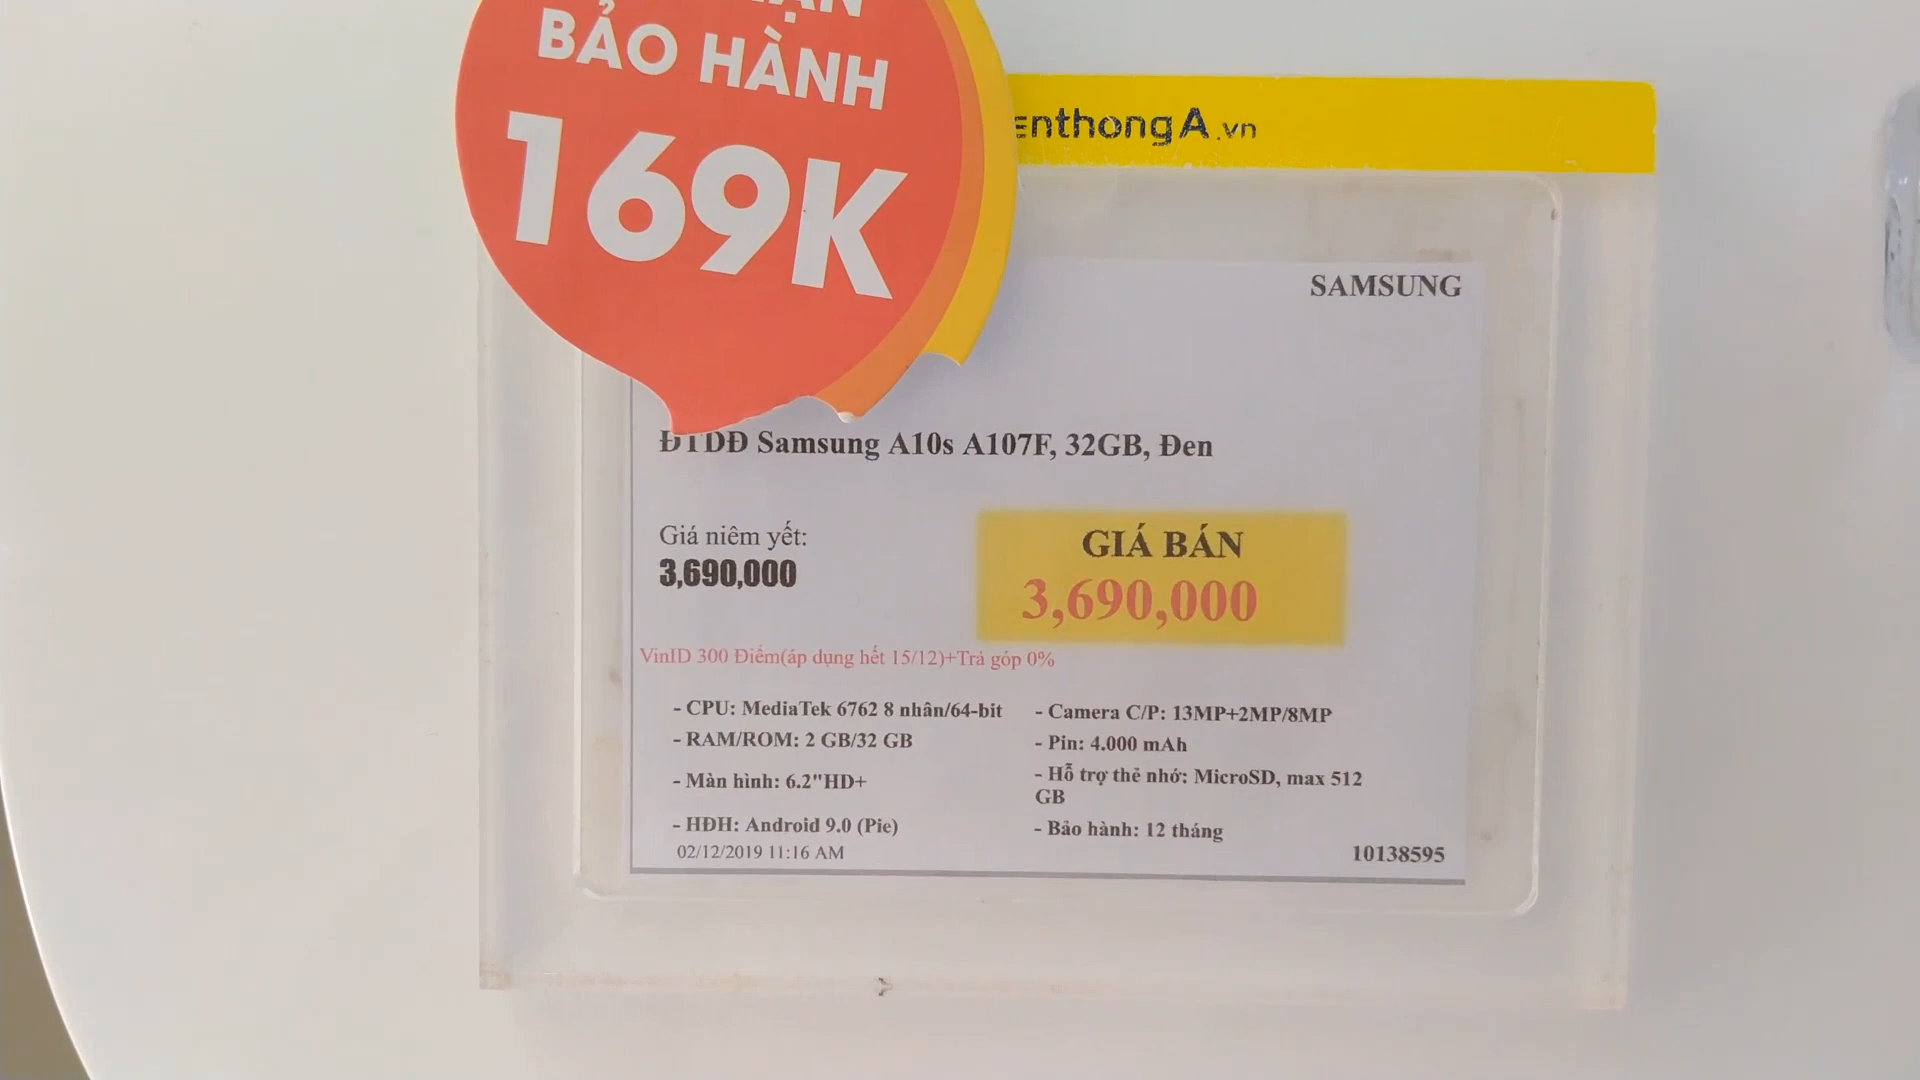 BẢO HÀNH
169K
enthongA.vn
SAMSUNG
ĐTDĐ Samsung A10s A107F, 32GB, Đen
Giá niêm yết:
3,690,000
GIÁ BÁN
3,690,000
VinID 300 Điểm(áp dụng hết 15/12)+Trả góp 0%
- CPU: MediaTek 6762 8 nhân/64-bit
- RAM/ROM: 2 GB/32 GB
- Màn hình: 6.2"HD+
- HĐH: Android 9.0 (Pie)
- Camera C/P: 13MP+2MP/8MP
- Pin: 4.000 mAh
- Hỗ trợ thẻ nhớ: MicroSD, max 512
GB
- Bảo hành: 12 tháng
02/12/2019 11:16 AM
10138595